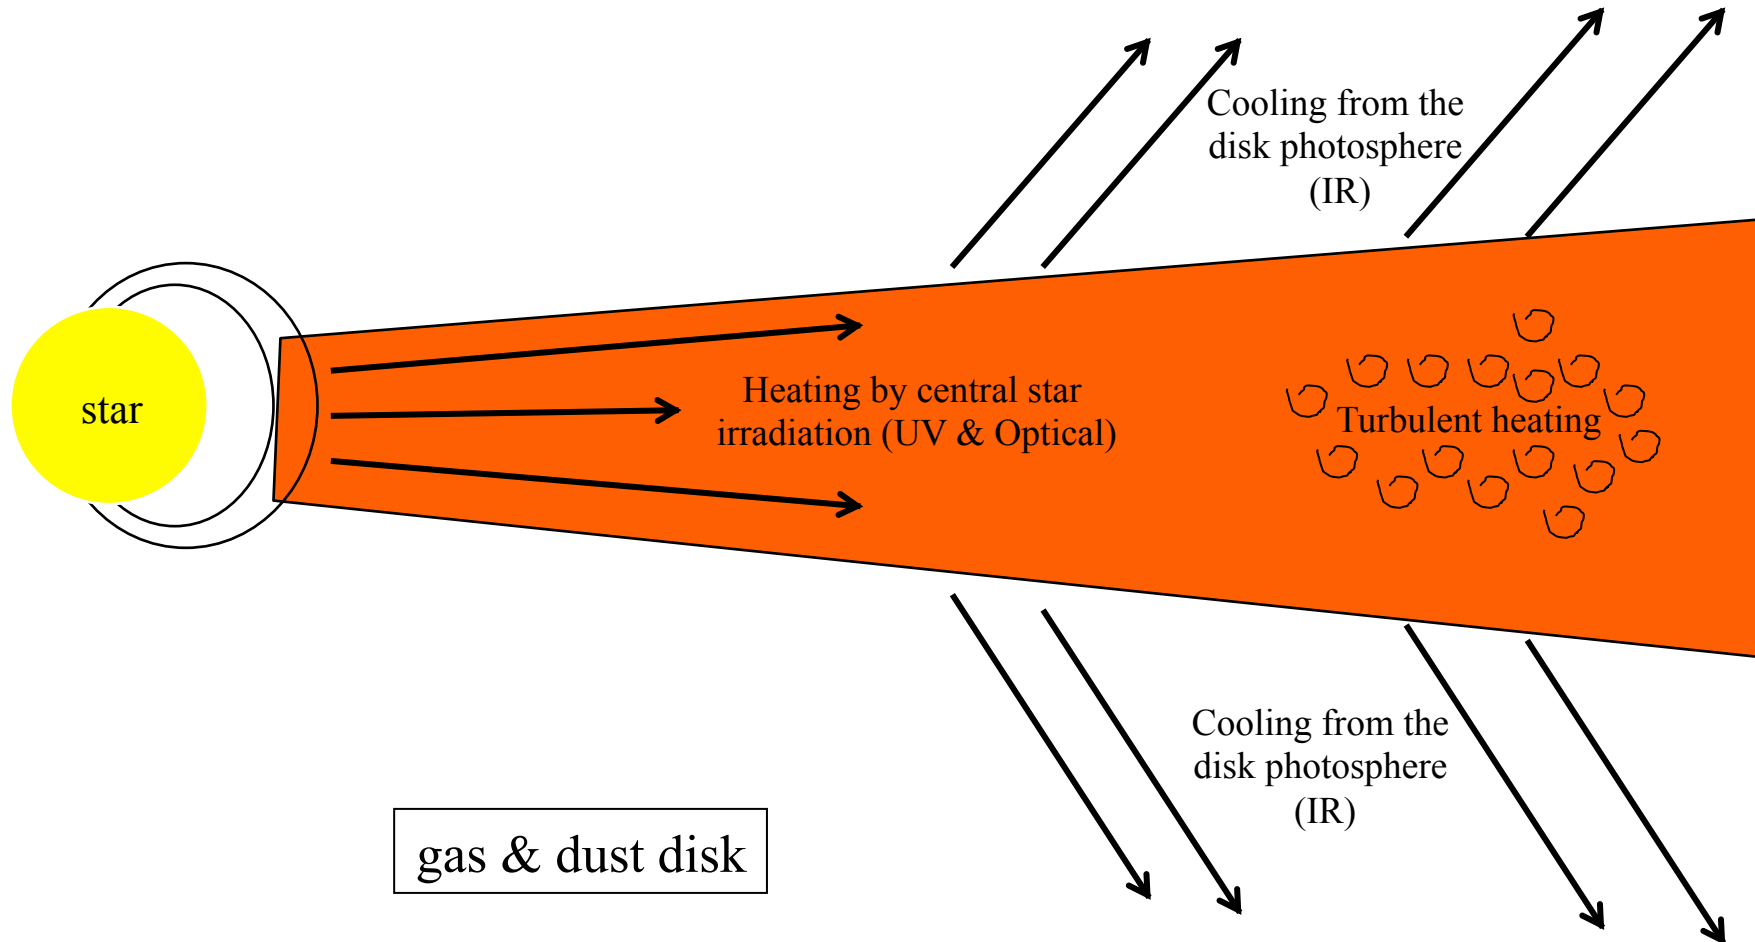 Cooling from the
disk photosphere
(IR)
star
Heating by central star
irradiation (UV & Optical)
Turbulent heating
Cooling from the
disk photosphere
(IR)
gas & dust disk